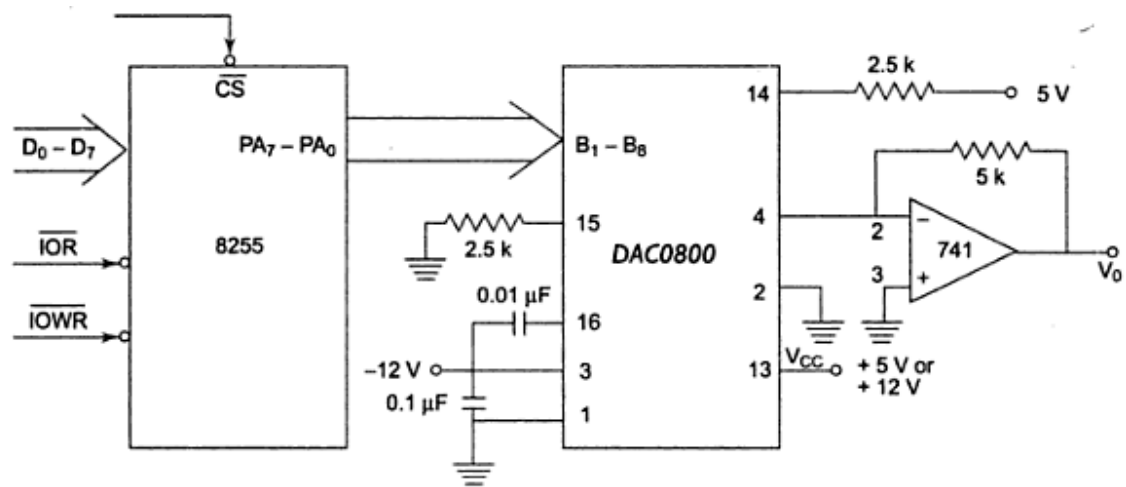 CS
D0 – D7
PA7 – PA0
IOR
8255
IOWR
B1 – B8
15
2.5 k
0.01 µF
16
–12 V
3
0.1 µF
1
DAC0800
14
2.5 k
5 V
5 k
4
2
–
741
3
+
V0
2
13
VCC
+ 5 V or
+ 12 V